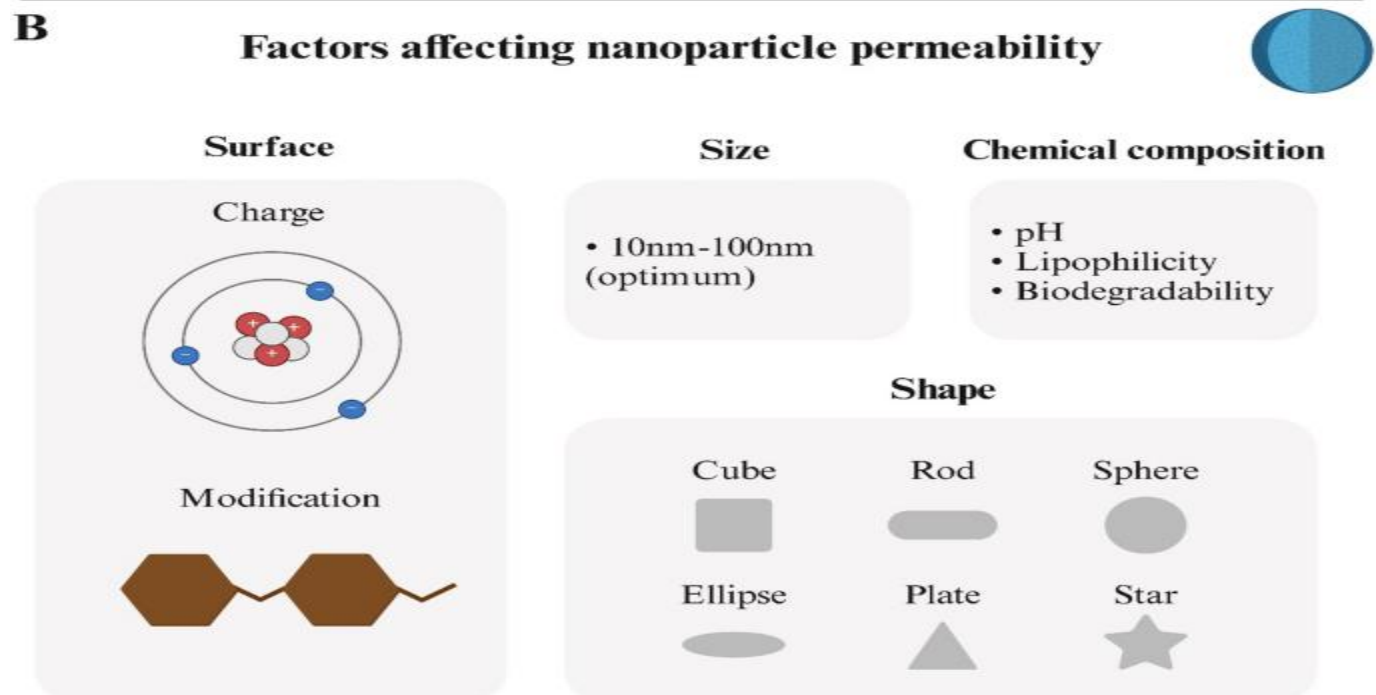 B
Factors affecting nanoparticle permeability
Surface
Charge
+
+
+
−
−
−
Modification
Size
• 10nm-100nm
(optimum)
Chemical composition
• pH
• Lipophilicity
• Biodegradability
Shape
Cube
Rod
Sphere
Ellipse
Plate
Star